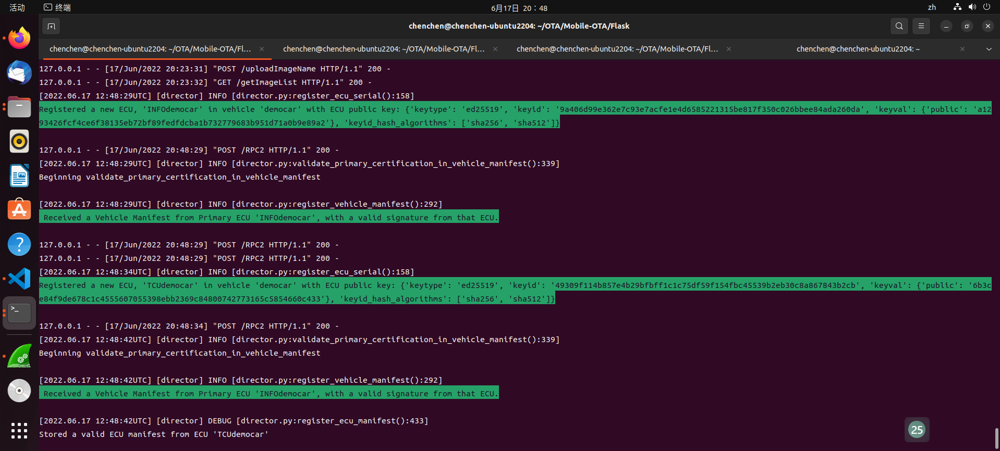 活动
终端
6月17日 20：48
zh
chenchen@chenchen-ubuntu2204: ~/OTA/Mobile-OTA/Flask
chenchen@chenchen-ubuntu2204: ~/OTA/Mobile-OTA/Fl...
chenchen@chenchen-ubuntu2204: ~/OTA/Mobile-OTA/Fl...
chenchen@chenchen-ubuntu2204: ~/OTA/Mobile-OTA/Fl...
chenchen@chenchen-ubuntu2204: ~
127.0.0.1 - - [17/Jun/2022 20:23:31] "POST /uploadImageName HTTP/1.1" 200 -
127.0.0.1 - - [17/Jun/2022 20:23:32] "GET /getImageList HTTP/1.1" 200 -
[2022.06.17 12:48:29UTC] [director] INFO [director.py:register_ecu_serial():158]
Registered a new ECU, 'INFOdemocar' in vehicle 'democar' with ECU public key: {'keytype': 'ed25519', 'keyid': '9a406d99e362e7c93e7acfe1e4d6585221315be817f350c026bbee84ada260da', 'keyval': {'public': 'a12
93426fcf4ce6f38135eb72bf89fedfdcba1b732779683b951d71a0b9e89a2'}, 'keyid_hash_algorithms': ['sha256', 'sha512']}
127.0.0.1 - - [17/Jun/2022 20:48:29] "POST /RPC2 HTTP/1.1" 200 -
[2022.06.17 12:48:29UTC] [director] INFO [director.py:validate_primary_certification_in_vehicle_manifest():339]
Beginning validate_primary_certification_in_vehicle_manifest
[2022.06.17 12:48:29UTC] [director] INFO [director.py:register_vehicle_manifest():292]
Received a Vehicle Manifest from Primary ECU 'INFOdemocar', with a valid signature from that ECU.
127.0.0.1 - - [17/Jun/2022 20:48:29] "POST /RPC2 HTTP/1.1" 200 -
127.0.0.1 - - [17/Jun/2022 20:48:29] "POST /RPC2 HTTP/1.1" 200 -
[2022.06.17 12:48:34UTC] [director] INFO [director.py:register_ecu_serial():158]
Registered a new ECU, 'TCUdemocar' in vehicle 'democar' with ECU public key: {'keytype': 'ed25519', 'keyid': '49309f114b857e4b29bfbff1c1c75df59f154fbc45539b2eb30c8a867843b2cb', 'keyval': {'public': '6b3c
e84f9de678c1c4555607055398ebb2369c84800742773165c5854660c433'}, 'keyid_hash_algorithms': ['sha256', 'sha512']}
127.0.0.1 - - [17/Jun/2022 20:48:34] "POST /RPC2 HTTP/1.1" 200 -
[2022.06.17 12:48:42UTC] [director] INFO [director.py:validate_primary_certification_in_vehicle_manifest():339]
Beginning validate_primary_certification_in_vehicle_manifest
[2022.06.17 12:48:42UTC] [director] INFO [director.py:register_vehicle_manifest():292]
Received a Vehicle Manifest from Primary ECU 'INFOdemocar', with a valid signature from that ECU.
[2022.06.17 12:48:42UTC] [director] DEBUG [director.py:register_ecu_manifest():433]
Stored a valid ECU manifest from ECU 'TCUdemocar'
25